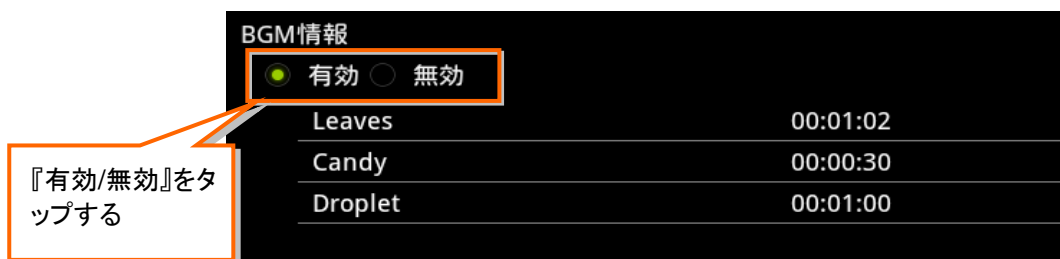 BGM情報
有効 無効
Leaves 00:01:02
Candy 00:00:30
Droplet 00:01:00
『有効/無効』をタ
ップする